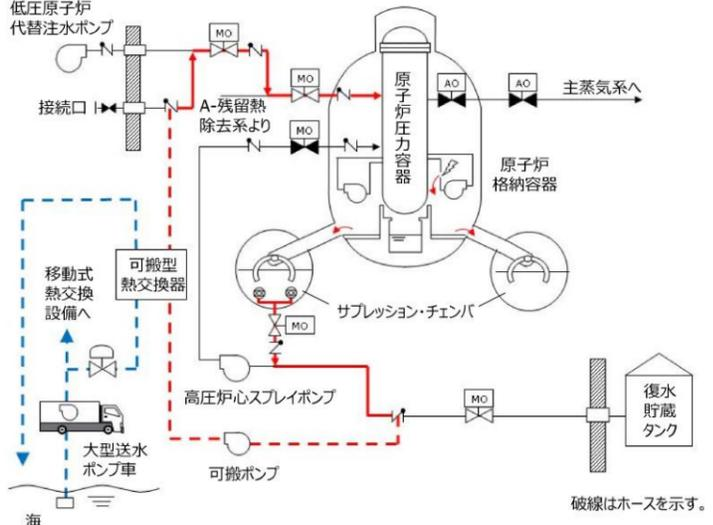 低圧原子炉
代替注水ポンプ
MO
MO
AO
AO
主蒸気系へ
接続口
A-残留熱
除去系より
MO
原子炉圧力容器
原子炉
格納容器
可搬型
熱交換器
移動式
熱交換
設備へ
サプレッション・チェンバ
MO
高圧炉心スプレイポンプ
MO
復水
貯蔵
タンク
大型送水
ポンプ車
可搬ポンプ
海
破線はホースを示す。